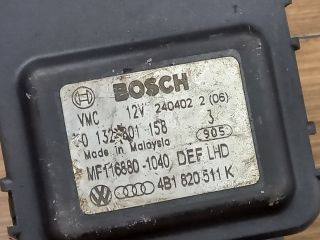 BOSCH
VMC 12V 240402 2 (06)
0 132 801 158 3
Made in Malaysia 905
MF116880-1040 DEF LHD
4B1 820 511 K